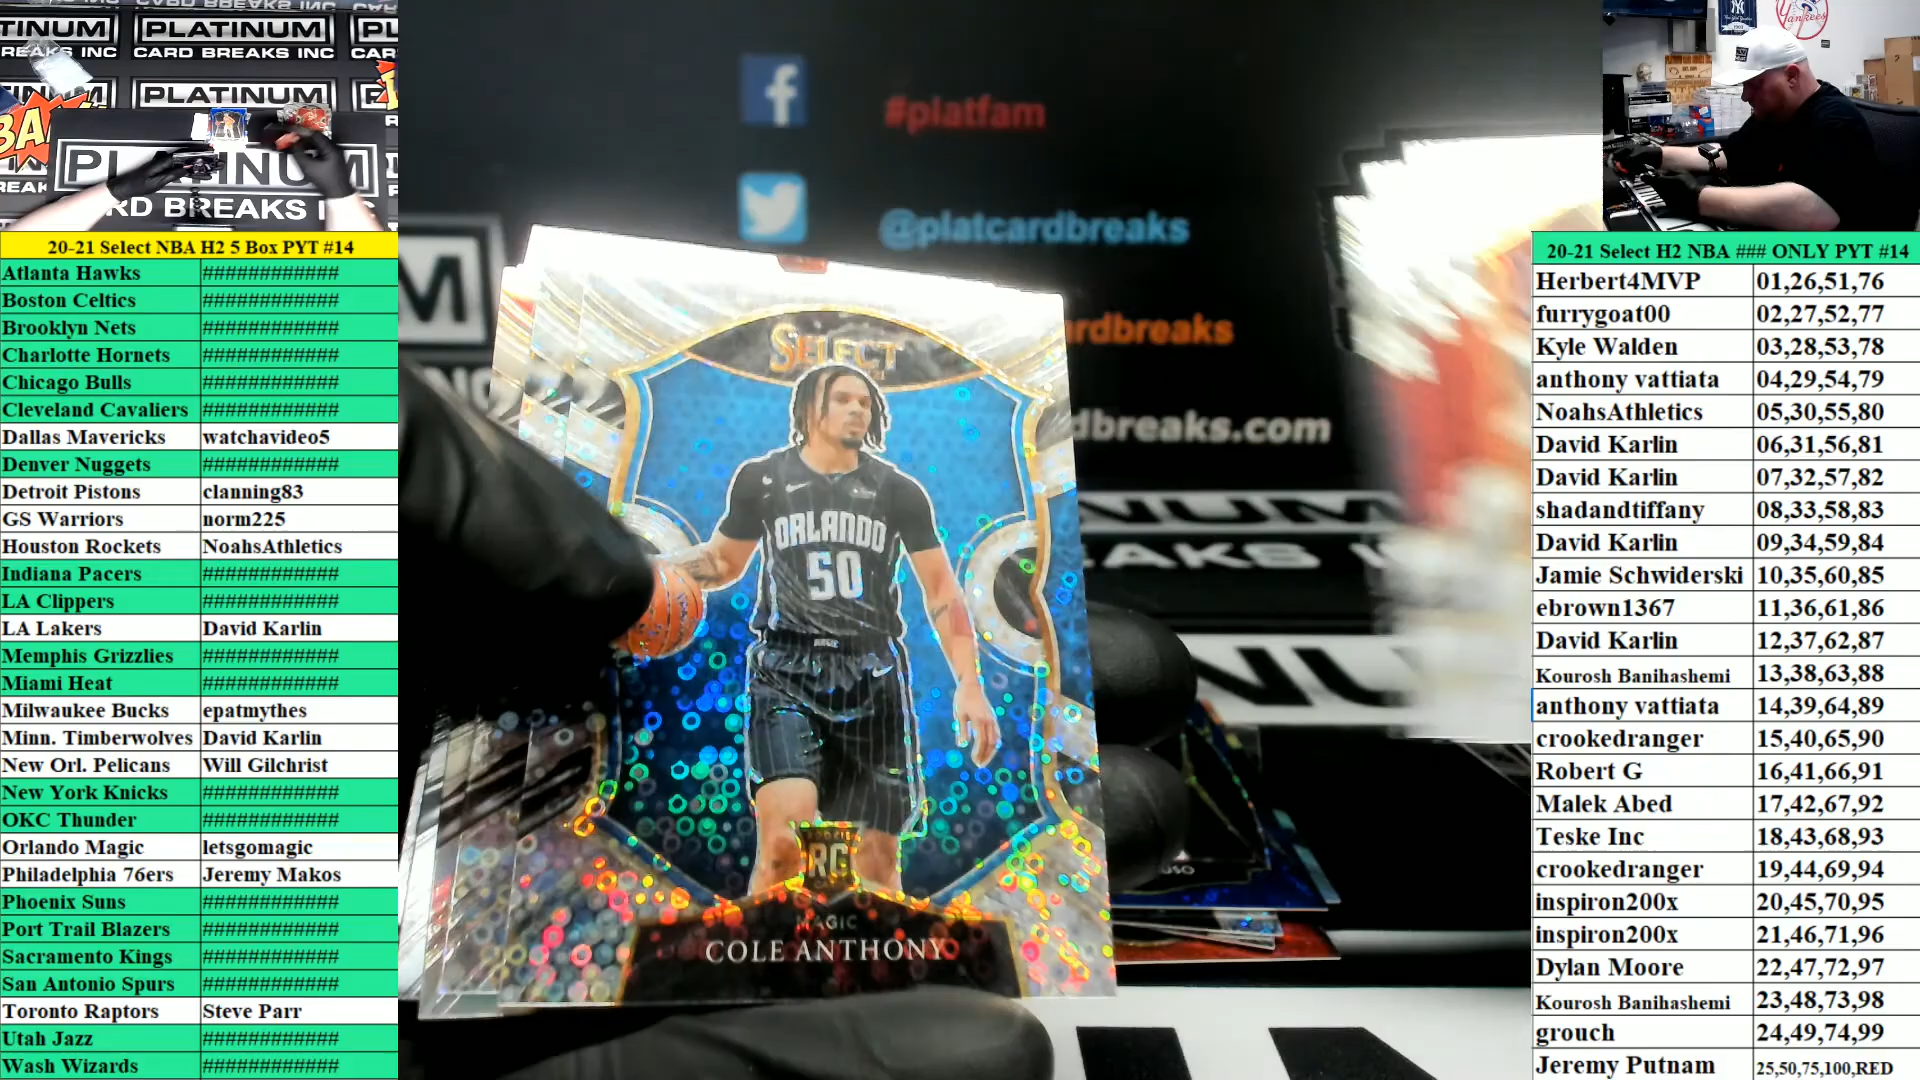 PLATINUM
CARD BREAKS INC
PLATINUM
PLATINUM
CARD BREAKS INC
20-21 Select NBA H2 5 Box PYT #14
Atlanta Hawks ############
Boston Celtics ############
Brooklyn Nets ############
Charlotte Hornets ############
Chicago Bulls ############
Cleveland Cavaliers ############
Dallas Mavericks watchavideo5
Denver Nuggets ############
Detroit Pistons clanning83
GS Warriors norm225
Houston Rockets NoahsAthletics
Indiana Pacers ############
LA Clippers ############
LA Lakers David Karlin
Memphis Grizzlies ############
Miami Heat ############
Milwaukee Bucks epatmythes
Minn. Timberwolves David Karlin
New Orl. Pelicans Will Gilchrist
New York Knicks ############
OKC Thunder ############
Orlando Magic letsgomagic
Philadelphia 76ers Jeremy Makos
Phoenix Suns ############
Port Trail Blazers ############
Sacramento Kings ############
San Antonio Spurs ############
Toronto Raptors Steve Parr
Utah Jazz ############
Wash Wizards ############
#platfam
@platcardbreaks
rdbreaks
dbreaks.com
SELECT
ORLANDO
50
RC
MAGIC
COLE ANTHONY
Yankees
20-21 Select H2 NBA ### ONLY PYT #14
Herbert4MVP 01,26,51,76
furrygoat00 02,27,52,77
Kyle Walden 03,28,53,78
anthony vattiata 04,29,54,79
NoahsAthletics 05,30,55,80
David Karlin 06,31,56,81
David Karlin 07,32,57,82
shadandtiffany 08,33,58,83
David Karlin 09,34,59,84
Jamie Schwiderski 10,35,60,85
ebrown1367 11,36,61,86
David Karlin 12,37,62,87
Kourosh Banihashemi 13,38,63,88
anthony vattiata 14,39,64,89
crookedranger 15,40,65,90
Robert G 16,41,66,91
Malek Abed 17,42,67,92
Teske Inc 18,43,68,93
crookedranger 19,44,69,94
inspiron200x 20,45,70,95
inspiron200x 21,46,71,96
Dylan Moore 22,47,72,97
Kourosh Banihashemi 23,48,73,98
grouch 24,49,74,99
Jeremy Putnam 25,50,75,100,RED